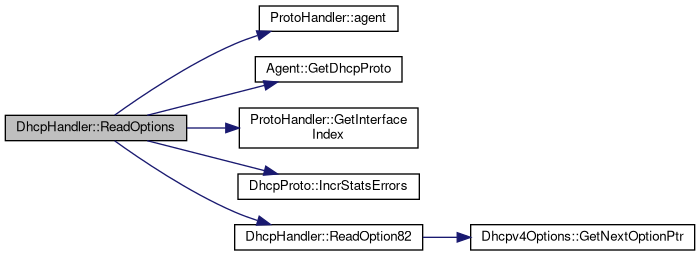 ProtoHandler::agent
Agent::GetDhcpProto
DhcpHandler::ReadOptions
ProtoHandler::GetInterface
Index
DhcpProto::IncrStatsErrors
DhcpHandler::ReadOption82
Dhcpv4Options::GetNextOptionPtr